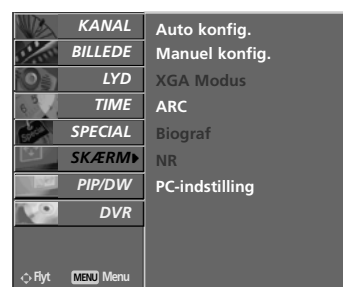 KANAL
BILLEDE
LYD
TIME
SPECIAL
SKÆRM
PIP/DW
DVR
Flyt MENU Menu
Auto konfig.
Manuel konfig.
XGA Modus
ARC
Biograf
NR
PC-indstilling